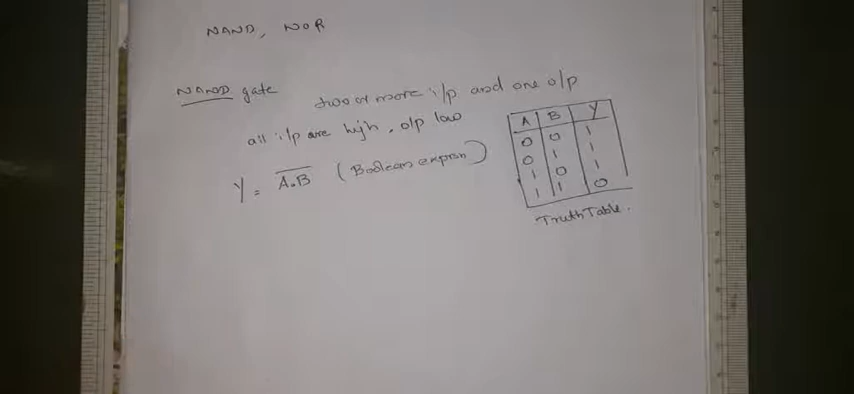 NAND, NOR
NAND gate
two or more i/p and one o/p
all i/p are high, o/p low
Y = A.B (Boolean expran)
A B Y
0 0 1
0 1 1
1 0 1
1 1 0
Truth Table.